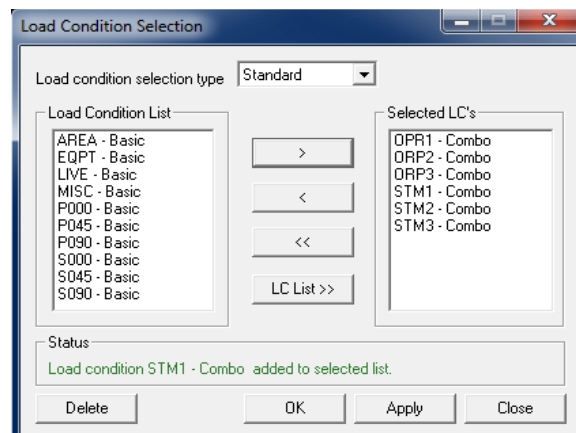 Load Condition Selection
Load condition selection type Standard
Load Condition List
AREA - Basic
EQPT - Basic
LIVE - Basic
MISC - Basic
P000 - Basic
P045 - Basic
P090 - Basic
S000 - Basic
S045 - Basic
S090 - Basic
>
<
<<
LC List >>
Selected LC's
OPR1 - Combo
ORP2 - Combo
ORP3 - Combo
STM1 - Combo
STM2 - Combo
STM3 - Combo
Status
Load condition STM1 - Combo added to selected list.
Delete OK Apply Close